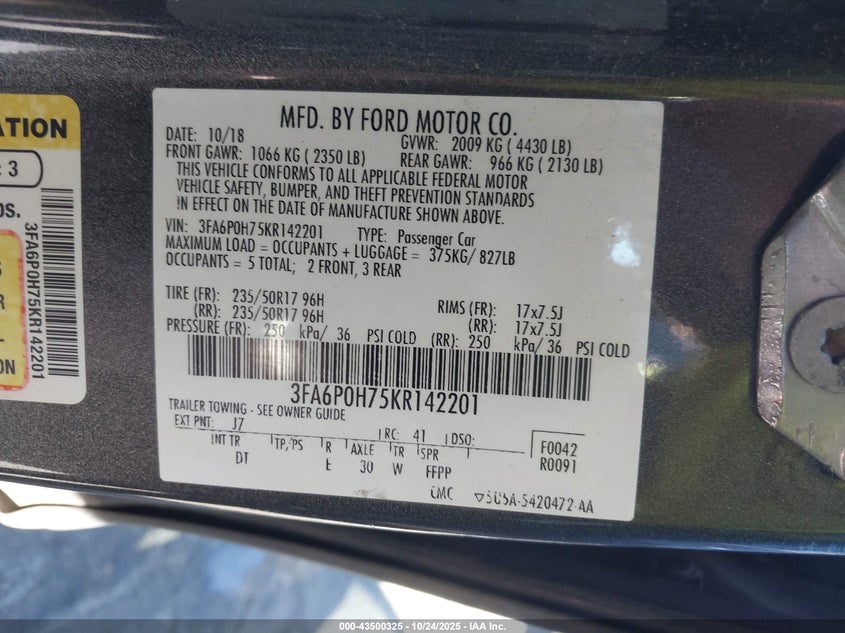 MFD. BY FORD MOTOR CO.
DATE: 10/18 GVWR: 2009 KG ( 4430 LB)
FRONT GAWR: 1066 KG ( 2350 LB) REAR GAWR: 966 KG ( 2130 LB)
THIS VEHICLE CONFORMS TO ALL APPLICABLE FEDERAL MOTOR
VEHICLE SAFETY, BUMPER, AND THEFT PREVENTION STANDARDS
IN EFFECT ON THE DATE OF MANUFACTURE SHOWN ABOVE.
VIN: 3FA6P0H75KR142201 TYPE: Passenger Car
MAXIMUM LOAD = OCCUPANTS + LUGGAGE = 375KG/ 827LB
OCCUPANTS = 5 TOTAL; 2 FRONT, 3 REAR
TIRE (FR): 235/50R17 96H RIMS (FR): 17x7.5J
(RR): 235/50R17 96H (RR): 17x7.5J
PRESSURE (FR): 250 kPa/ 36 PSI COLD (RR): 250 kPa/ 36 PSI COLD
3FA6P0H75KR142201
TRAILER TOWING - SEE OWNER GUIDE
EXT PNT: J7 RC: 41 DSO: F0042
INT TR TP/PS R AXLE TR SPR R0091
DT E 30 W FFPP
CMC ▽5U5A-5420472-AA
ATION
: 3
OS.
S
R
L-
ON
3FA6P0H75KR142201
000-43500325 - 10/24/2025 - IAA Inc.